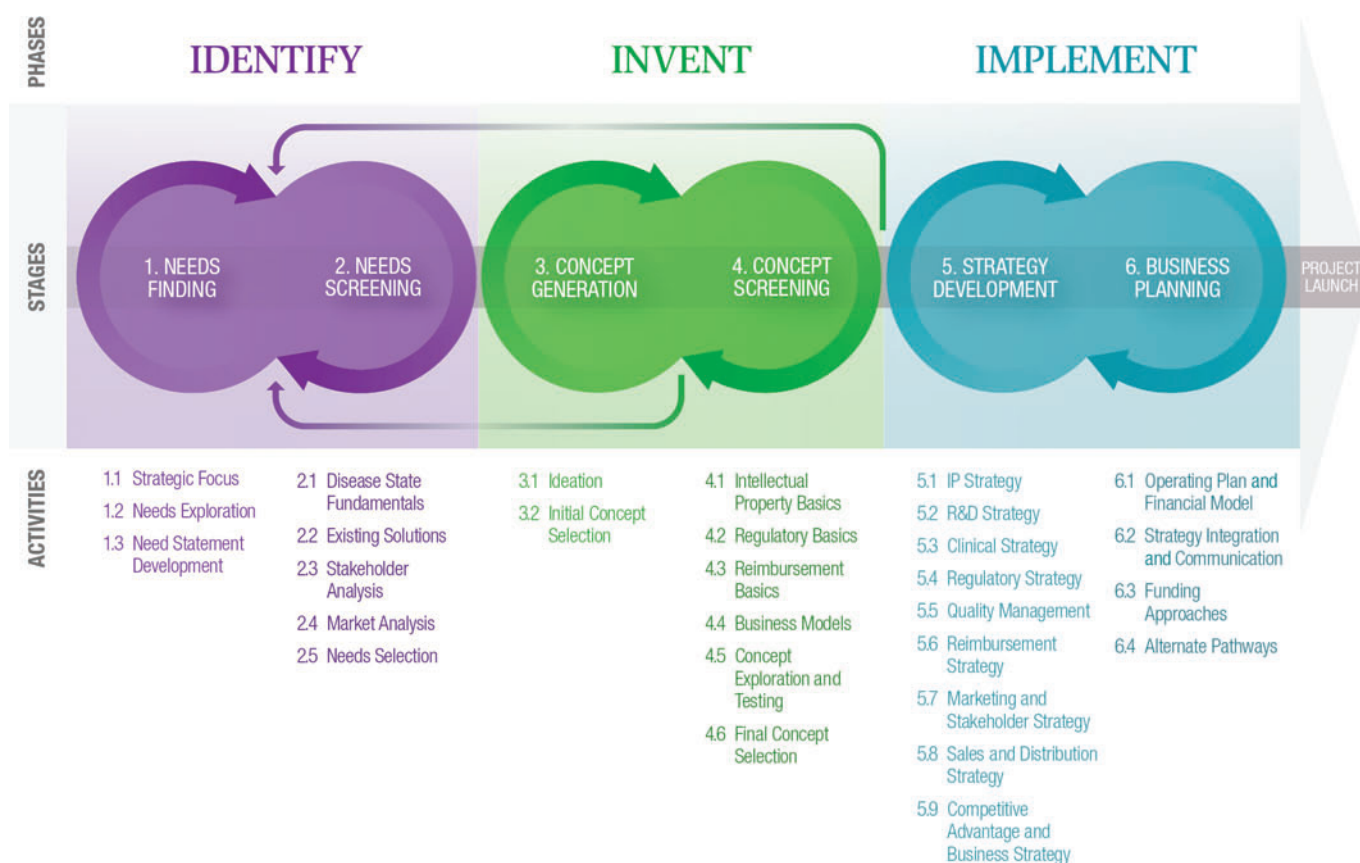 PHASES
IDENTIFY
INVENT
IMPLEMENT
STAGES
1. NEEDS
FINDING
2. NEEDS
SCREENING
3. CONCEPT
GENERATION
4. CONCEPT
SCREENING
5. STRATEGY
DEVELOPMENT
6. BUSINESS
PLANNING
PROJECT
LAUNCH
ACTIVITIES
1.1 Strategic Focus
1.2 Needs Exploration
1.3 Need Statement
Development
2.1 Disease State
Fundamentals
2.2 Existing Solutions
2.3 Stakeholder
Analysis
2.4 Market Analysis
2.5 Needs Selection
3.1 Ideation
3.2 Initial Concept
Selection
4.1 Intellectual
Property Basics
4.2 Regulatory Basics
4.3 Reimbursement
Basics
4.4 Business Models
4.5 Concept
Exploration and
Testing
4.6 Final Concept
Selection
5.1 IP Strategy
5.2 R&D Strategy
5.3 Clinical Strategy
5.4 Regulatory Strategy
5.5 Quality Management
5.6 Reimbursement
Strategy
5.7 Marketing and
Stakeholder Strategy
5.8 Sales and Distribution
Strategy
5.9 Competitive
Advantage and
Business Strategy
6.1 Operating Plan and
Financial Model
6.2 Strategy Integration
and Communication
6.3 Funding
Approaches
6.4 Alternate Pathways